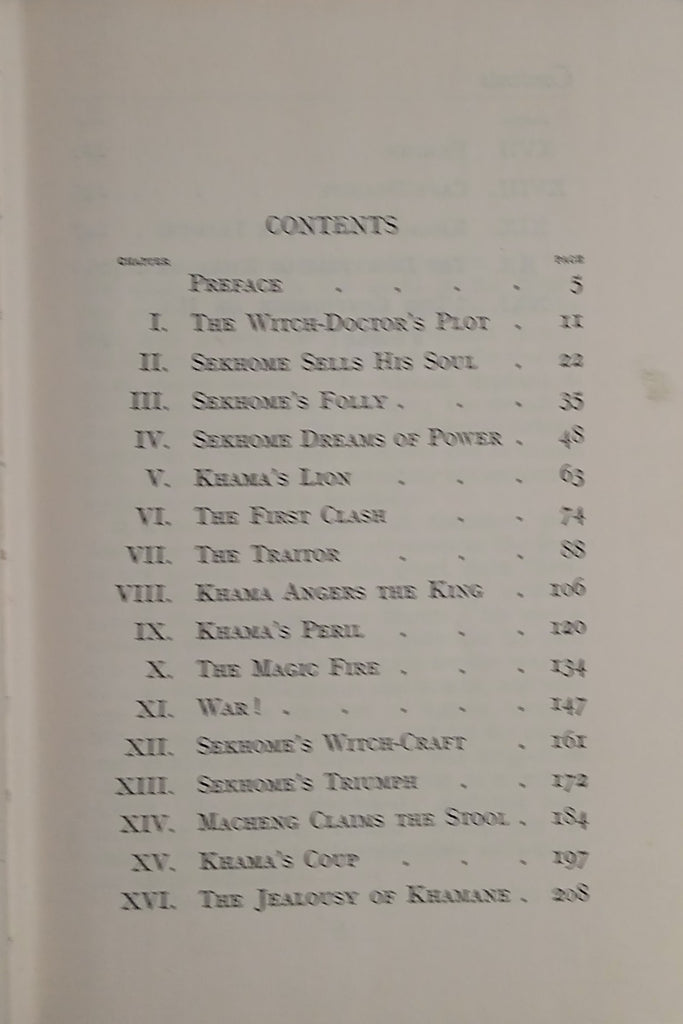 CONTENTS
CHAPTER PAGE
PREFACE . . . . 5
I. THE WITCH-DOCTOR'S PLOT . 11
II. SEKHOME SELLS HIS SOUL . 22
III. SEKHOME'S FOLLY . . . 35
IV. SEKHOME DREAMS OF POWER . 48
V. KHAMA'S LION . . . 63
VI. THE FIRST CLASH . . 74
VII. THE TRAITOR . . . 88
VIII. KHAMA ANGERS THE KING . 106
IX. KHAMA'S PERIL . . . 120
X. THE MAGIC FIRE . . . 134
XI. WAR! . . . . . 147
XII. SEKHOME'S WITCH-CRAFT . 161
XIII. SEKHOME'S TRIUMPH . . 172
XIV. MACHENG CLAIMS THE STOOL . 184
XV. KHAMA'S COUP . . . 197
XVI. THE JEALOUSY OF KHAMANE . 208